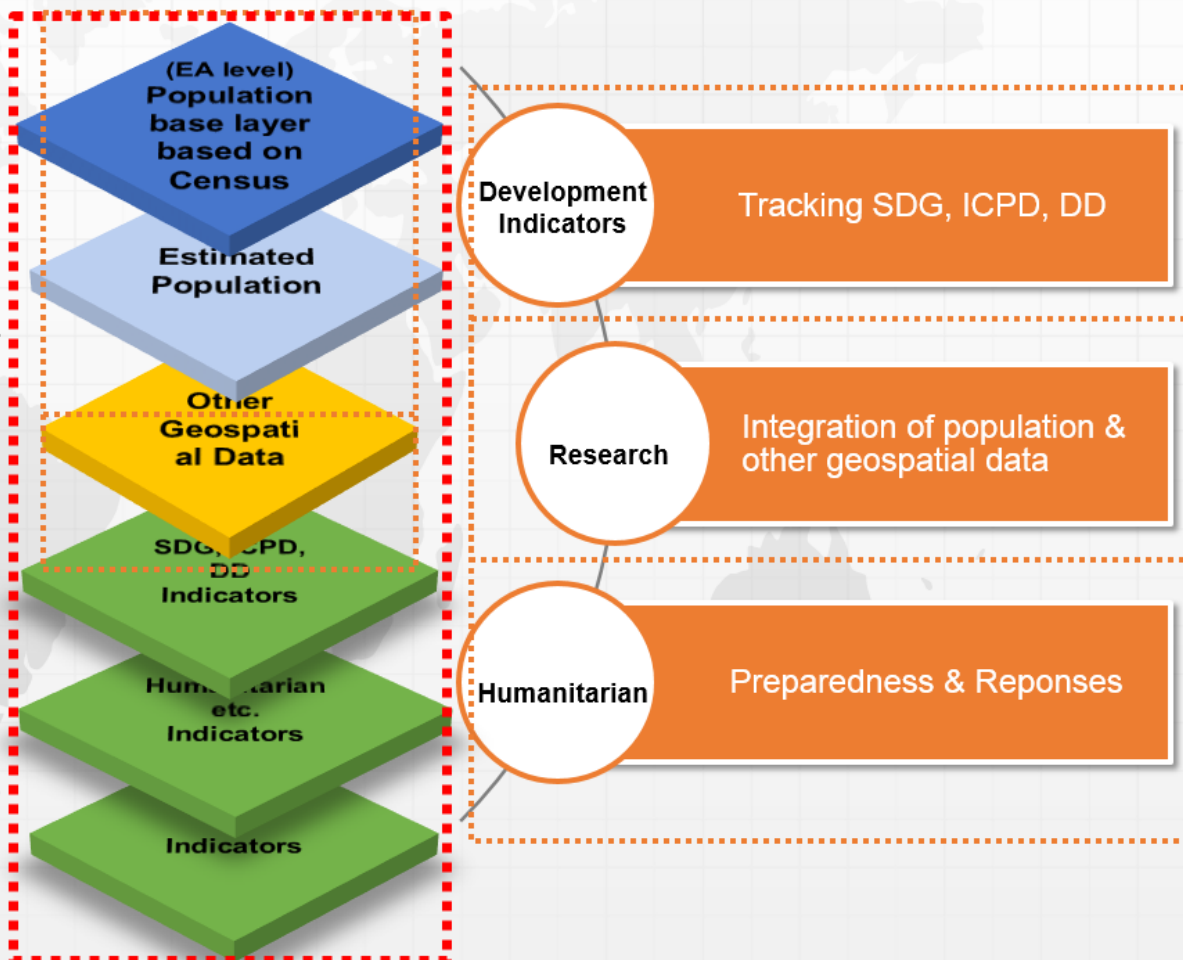 (EA level)
Population
base layer
based on
Census
Estimated
Population
Other
Geospati
al Data
SDG, ICPD,
DD
Indicators
Humanitarian
etc.
Indicators
Indicators
Development
Indicators
Tracking SDG, ICPD, DD
Research
Integration of population &
other geospatial data
Humanitarian
Preparedness & Reponses